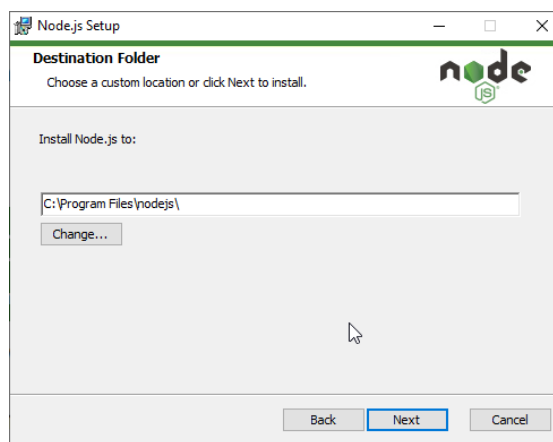 Node.js Setup
Destination Folder
Choose a custom location or click Next to install.
node
JS
Install Node.js to:
C:\Program Files\nodejs\
Change...
Back
Next
Cancel